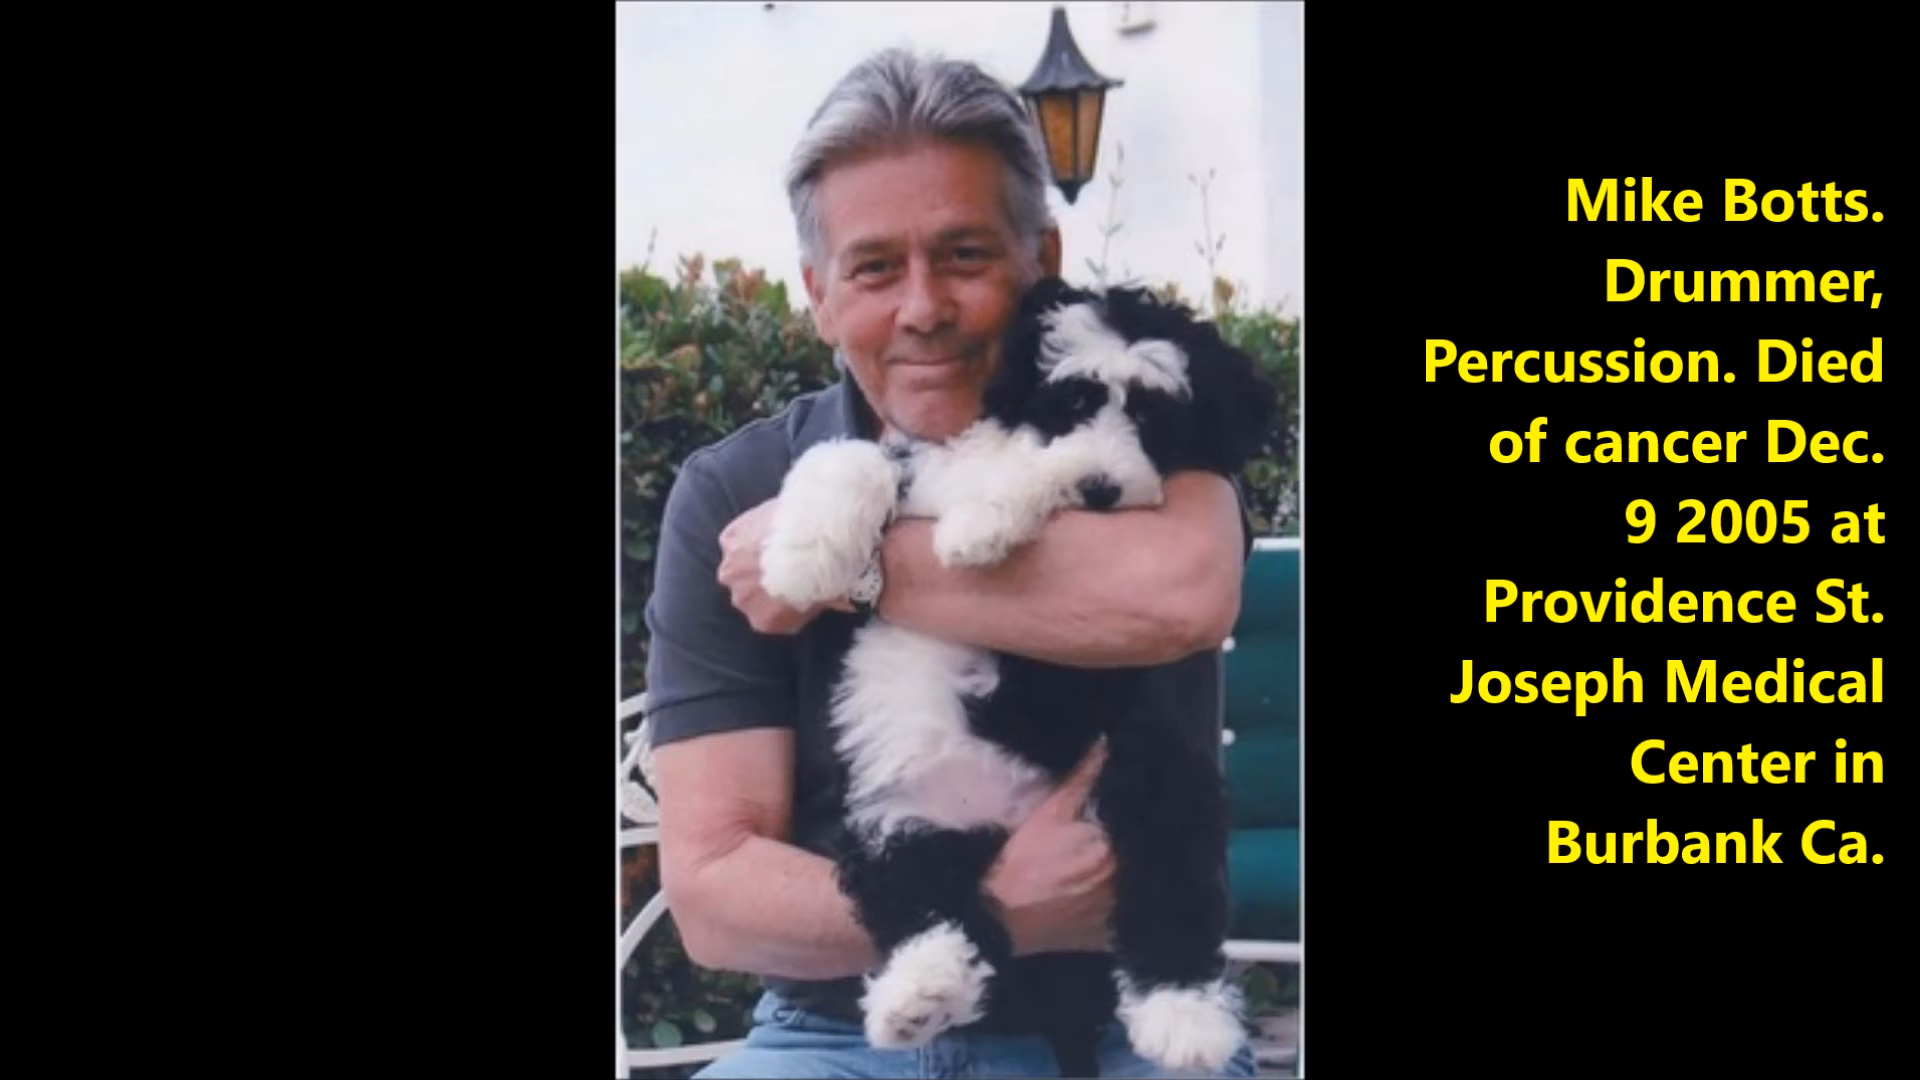 Mike Botts.
Drummer,
Percussion. Died
of cancer Dec.
9 2005 at
Providence St.
Joseph Medical
Center in
Burbank Ca.